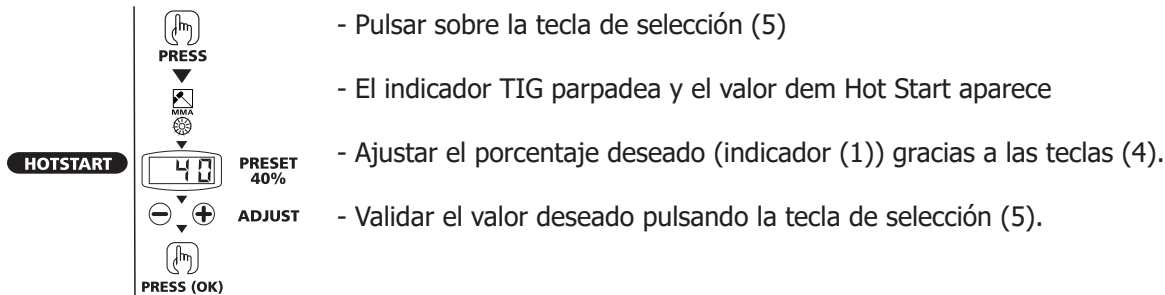 PRESS
MMA
HOTSTART
40
PRESET
40%
ADJUST
PRESS (OK)
- Pulsar sobre la tecla de selección (5)
- El indicador TIG parpadea y el valor dem Hot Start aparece
- Ajustar el porcentaje deseado (indicador (1)) gracias a las teclas (4).
- Validar el valor deseado pulsando la tecla de selección (5).